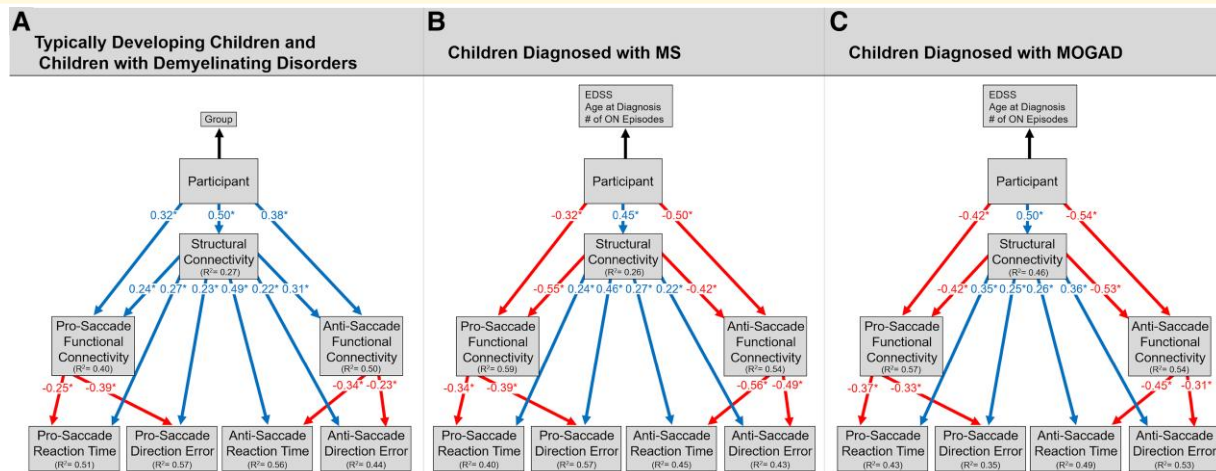 A
Typically Developing Children and
Children with Demyelinating Disorders
Group
Participant
0.32* 0.50* 0.38*
Structural
Connectivity
(R²= 0.27)
0.24* 0.27* 0.23* 0.49* 0.22* 0.31*
Pro-Saccade
Functional
Connectivity
(R²= 0.40)
Anti-Saccade
Functional
Connectivity
(R²= 0.50)
-0.25* -0.39* -0.34* -0.23*
Pro-Saccade
Reaction Time
(R²= 0.51)
Pro-Saccade
Direction Error
(R²= 0.57)
Anti-Saccade
Reaction Time
(R²= 0.56)
Anti-Saccade
Direction Error
(R²= 0.44)
B
Children Diagnosed with MS
EDSS
Age at Diagnosis
# of ON Episodes
Participant
-0.32* 0.45* -0.50*
Structural
Connectivity
(R²= 0.26)
-0.55* 0.24* 0.46* 0.27* 0.22* -0.42*
Pro-Saccade
Functional
Connectivity
(R²= 0.59)
Anti-Saccade
Functional
Connectivity
(R²= 0.54)
-0.34* -0.39* -0.56* -0.49*
Pro-Saccade
Reaction Time
(R²= 0.40)
Pro-Saccade
Direction Error
(R²= 0.57)
Anti-Saccade
Reaction Time
(R²= 0.45)
Anti-Saccade
Direction Error
(R²= 0.43)
C
Children Diagnosed with MOGAD
EDSS
Age at Diagnosis
# of ON Episodes
Participant
-0.42* 0.50* -0.54*
Structural
Connectivity
(R²= 0.46)
-0.42* 0.35* 0.25* 0.26* 0.36* -0.53*
Pro-Saccade
Functional
Connectivity
(R²= 0.57)
Anti-Saccade
Functional
Connectivity
(R²= 0.54)
-0.37* -0.33* -0.45* -0.31*
Pro-Saccade
Reaction Time
(R²= 0.43)
Pro-Saccade
Direction Error
(R²= 0.35)
Anti-Saccade
Reaction Time
(R²= 0.49)
Anti-Saccade
Direction Error
(R²= 0.53)